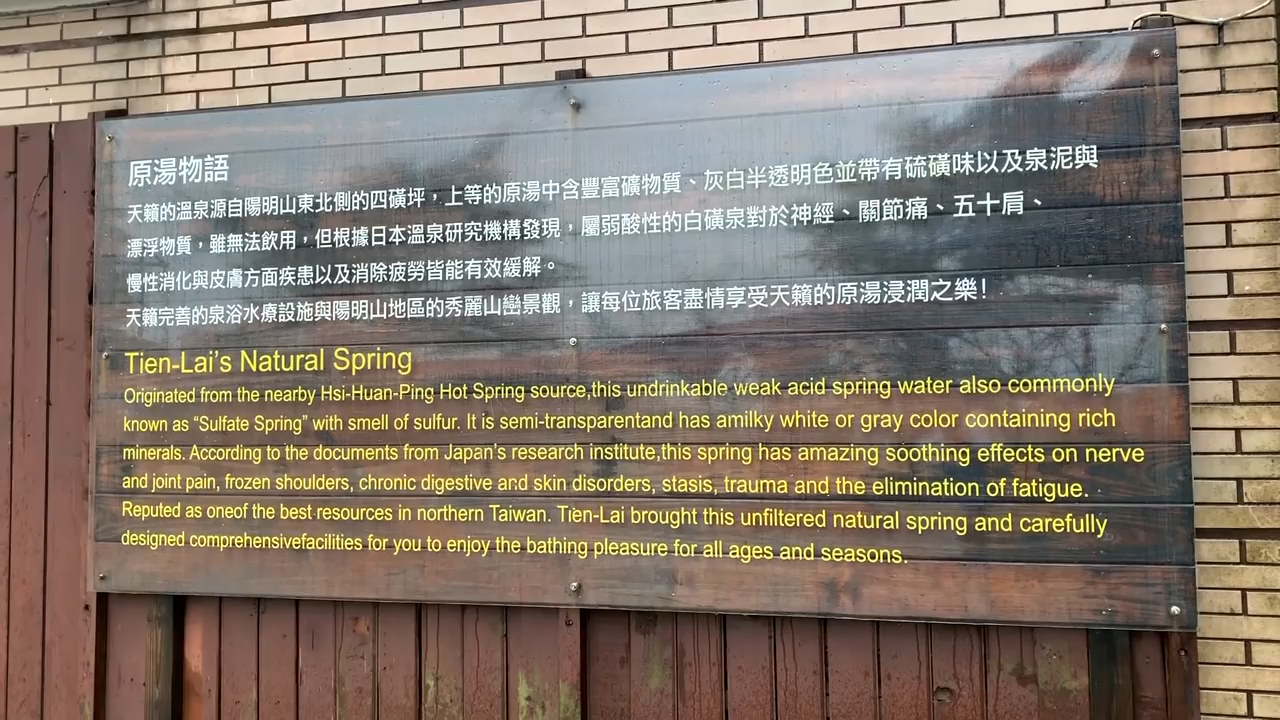 原湯物語
天籟的溫泉源自陽明山東北側的四磺坪，上等的原湯中含豐富礦物質、灰白半透明色並帶有硫磺味以及泉泥與
漂浮物質，雖無法飲用，但根據日本溫泉研究機構發現，屬弱酸性的白磺泉對於神經、關節痛、五十肩、
慢性消化與皮膚方面疾患以及消除疲勞皆能有效緩解。
天籟完善的泉浴水療設施與陽明山地區的秀麗山巒景觀，讓每位旅客盡情享受天籟的原湯浸潤之樂！
Tien-Lai’s Natural Spring
Originated from the nearby Hsi-Huan-Ping Hot Spring source,this undrinkable weak acid spring water also commonly
known as “Sulfate Spring” with smell of sulfur. It is semi-transparentand has amilky white or gray color containing rich
minerals. According to the documents from Japan’s research institute,this spring has amazing soothing effects on nerve
and joint pain, frozen shoulders, chronic digestive and skin disorders, stasis, trauma and the elimination of fatigue.
Reputed as oneof the best resources in northern Taiwan. Tien-Lai brought this unfiltered natural spring and carefully
designed comprehensivefacilities for you to enjoy the bathing pleasure for all ages and seasons.